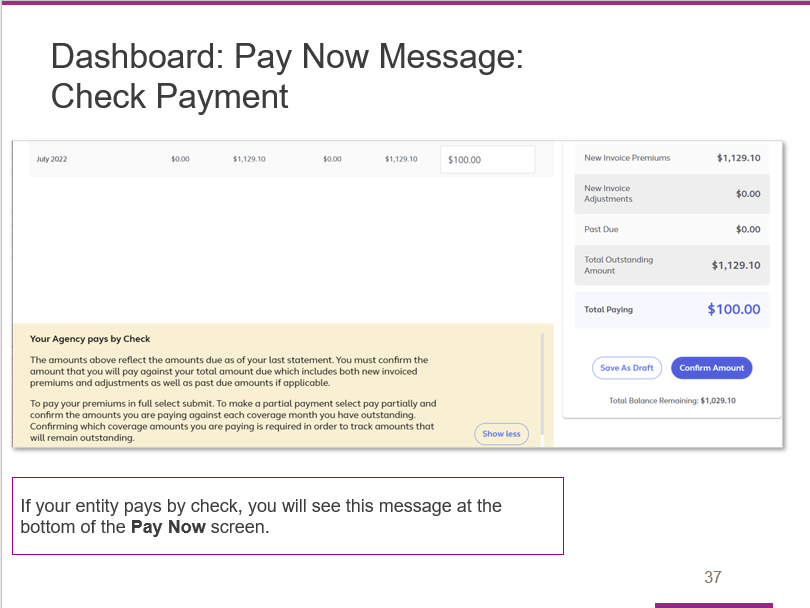 Dashboard: Pay Now Message:
Check Payment
July 2022 $0.00 $1,129.10 $0.00 $1,129.10 $100.00
New Invoice Premiums $1,129.10
New Invoice
Adjustments $0.00
Past Due $0.00
Total Outstanding
Amount $1,129.10
Total Paying $100.00
Save As Draft Confirm Amount
Total Balance Remaining: $1,029.10
Your Agency pays by Check
The amounts above reflect the amounts due as of your last statement. You must confirm the
amount that you will pay against your total amount due which includes both new invoiced
premiums and adjustments as well as past due amounts if applicable.
To pay your premiums in full select submit. To make a partial payment select pay partially and
confirm the amounts you are paying against each coverage month you have outstanding.
Confirming which coverage amounts you are paying is required in order to track amounts that
will remain outstanding.
Show less
If your entity pays by check, you will see this message at the
bottom of the Pay Now screen.
37